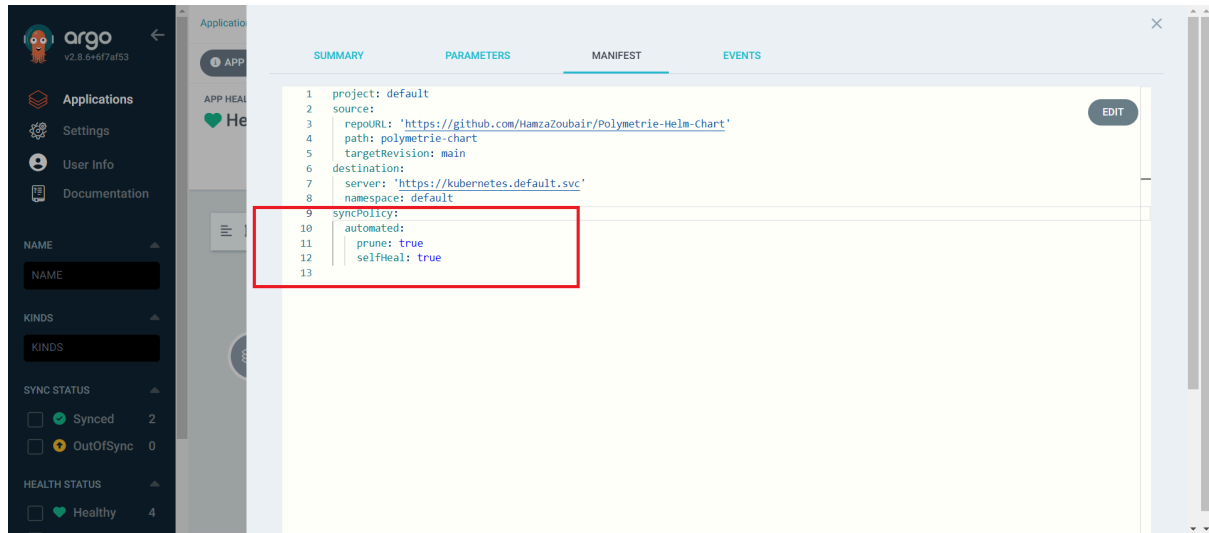 argo
v2.8.6+6f7af53
Applications
Settings
User Info
Documentation
NAME
NAME
KINDS
KINDS
SYNC STATUS
Synced 2
OutOfSync 0
HEALTH STATUS
Healthy 4
Applicatio
APP
APP HEAL
He
SUMMARY PARAMETERS MANIFEST EVENTS
EDIT
1 project: default
2 source:
3 repoURL: 'https://github.com/HamzaZoubair/Polymetrie-Helm-Chart'
4 path: polymetrie-chart
5 targetRevision: main
6 destination:
7 server: 'https://kubernetes.default.svc'
8 namespace: default
9 syncPolicy:
10 automated:
11 prune: true
12 selfHeal: true
13